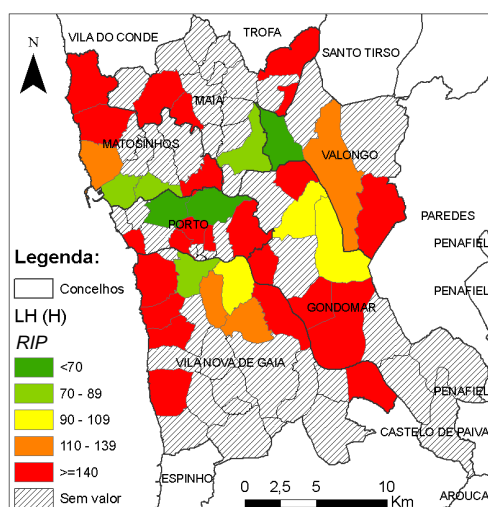 VILA DO CONDE
TROFA
SANTO TIRSO
N
MAIA
MATOSINHOS
VALONGO
PORTO
PAREDES
PENAFIEL
Legenda:
Concelhos
PENAFIEL
GONDOMAR
LH (H)
RIP
<70
70 - 89
VILA NOVA DE GAIA
90 - 109
PENAFIEL
110 - 139
CASTELO DE PAIVA
>=140
ESPINHO
Sem valor
0 2,5 5 10
Km
AROUCA